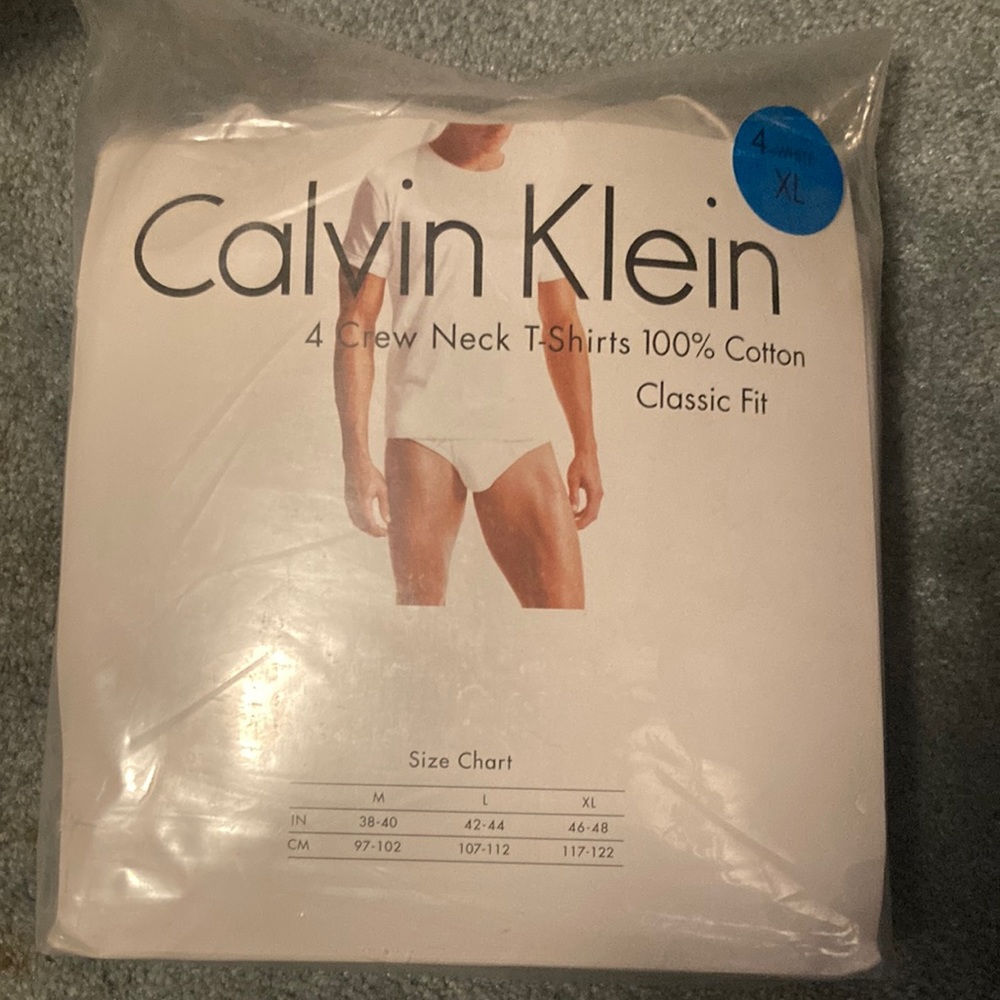 4 WHITE
XL
Calvin Klein
4 Crew Neck T-Shirts 100% Cotton
Classic Fit
Size Chart
M L XL
IN 38-40 42-44 46-48
CM 97-102 107-112 117-122